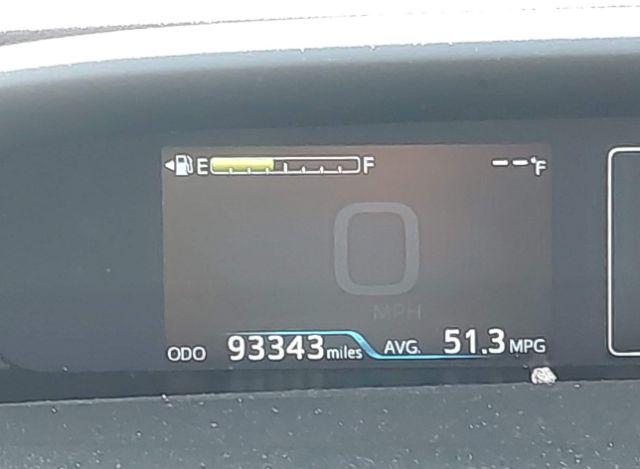 E F --°F
0
MPH
ODO 93343 miles AVG. 51.3 MPG